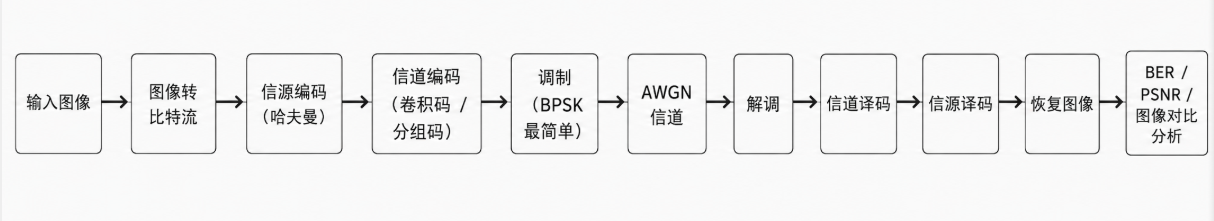 输入图像
图像转
比特流
信源编码
（哈夫曼）
信道编码
（卷积码 /
分组码）
调制
（BPSK
最简单）
AWGN
信道
解调
信道译码
信源译码
恢复图像
BER /
PSNR /
图像对比
分析